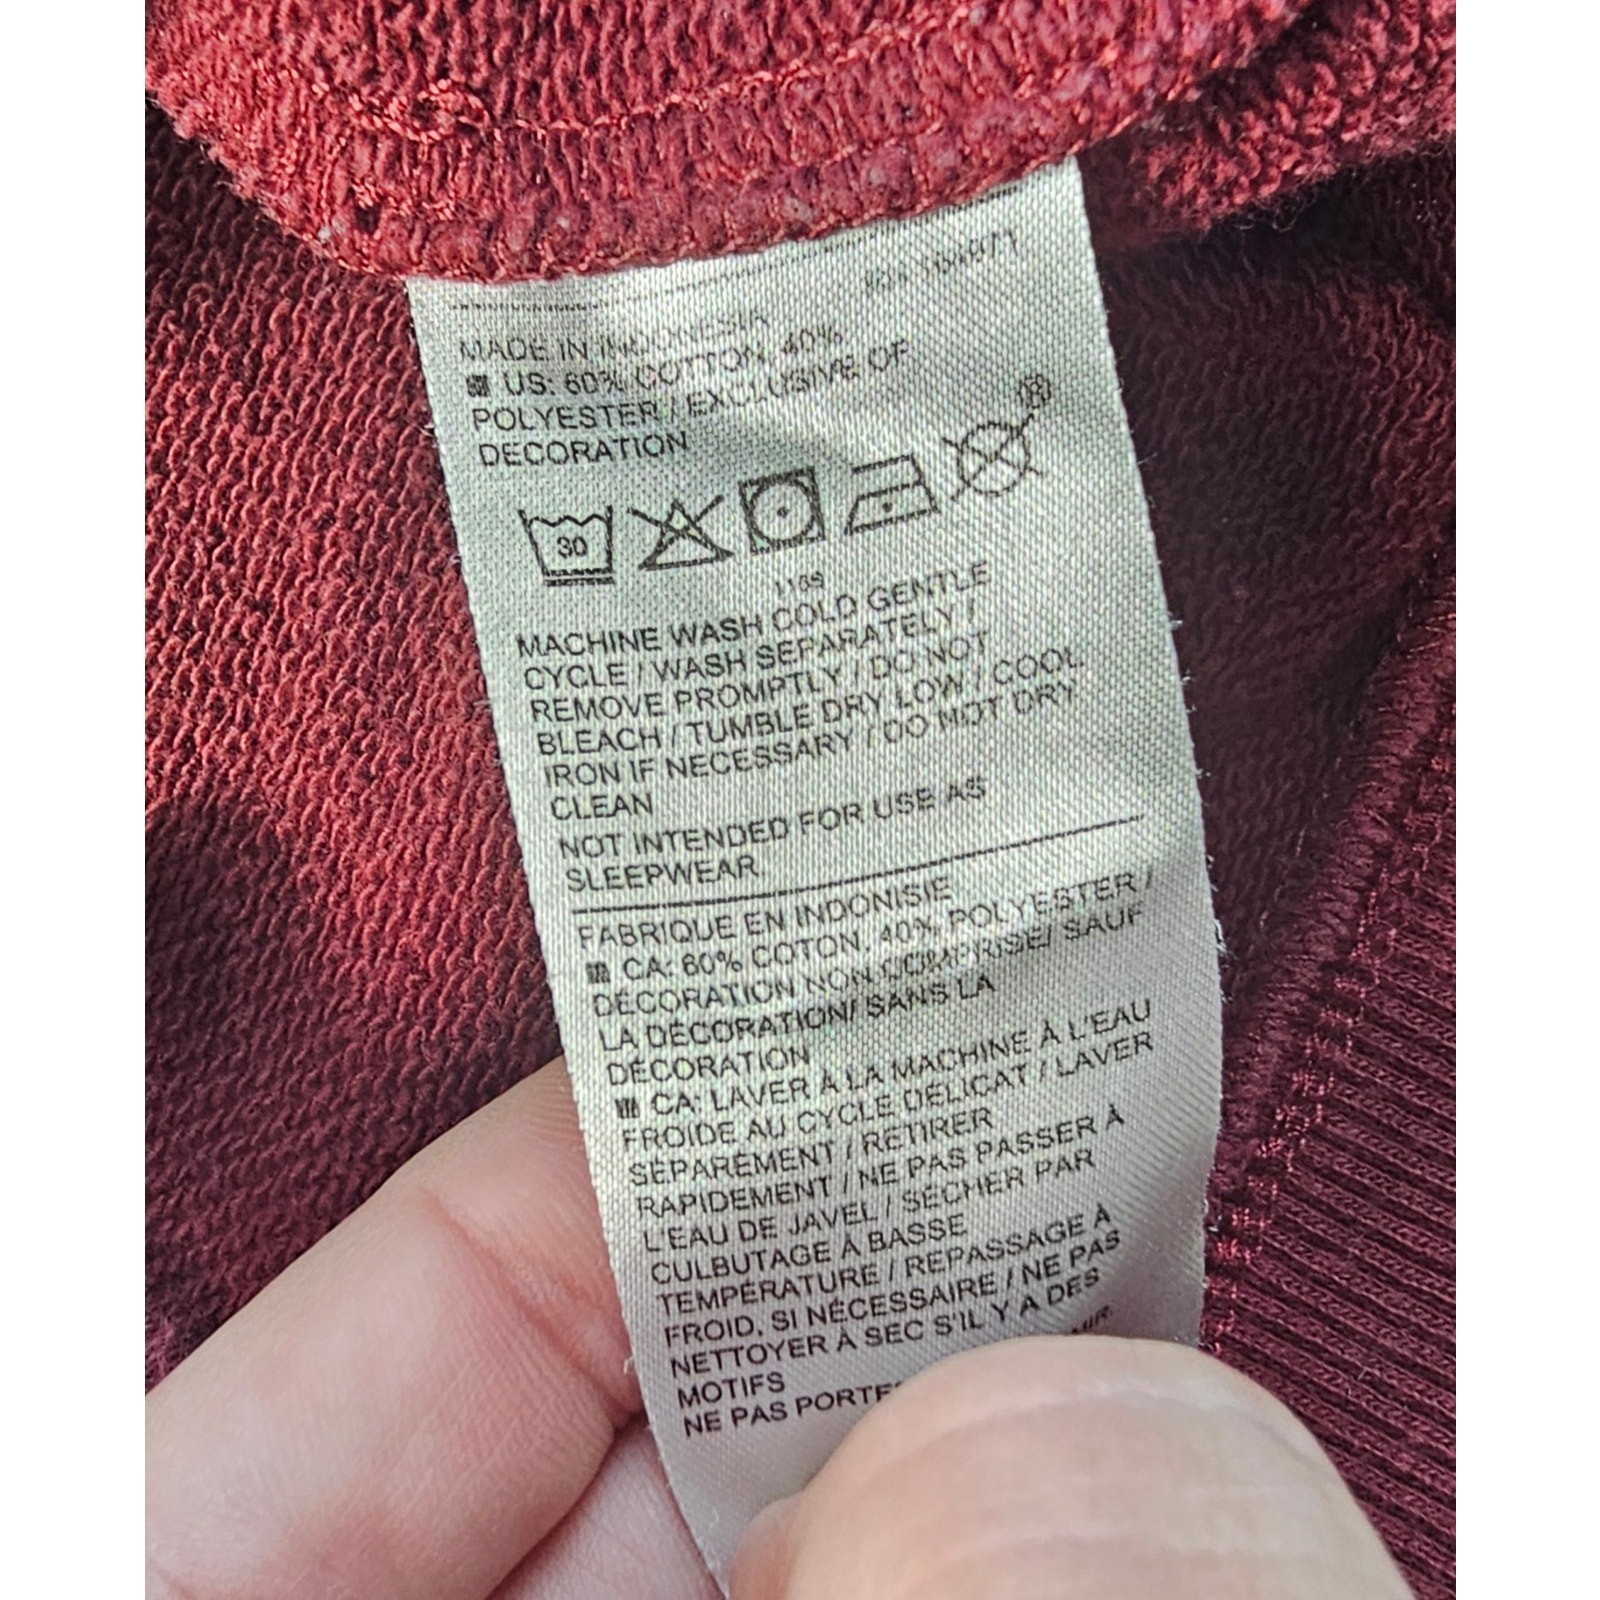 MADE IN INDONESIA
US: 60% COTTON, 40%
POLYESTER / EXCLUSIVE OF
DECORATION
30
1169
MACHINE WASH COLD GENTLE
CYCLE / WASH SEPARATELY /
REMOVE PROMPTLY / DO NOT
BLEACH / TUMBLE DRY LOW / COOL
IRON IF NECESSARY / DO NOT DRY
CLEAN
NOT INTENDED FOR USE AS
SLEEPWEAR
FABRIQUE EN INDONISIE
CA: 60% COTON, 40% POLYESTER /
DÉCORATION NON COMPRISE/ SAUF
LA DÉCORATION/ SANS LA
DÉCORATION
CA: LAVER À LA MACHINE À L'EAU
FROIDE AU CYCLE DÉLICAT / LAVER
SÉPARÉMENT / RETIRER
RAPIDEMENT / NE PAS PASSER À
L'EAU DE JAVEL / SÉCHER PAR
CULBUTAGE À BASSE
TEMPÉRATURE / REPASSAGE À
FROID, SI NÉCESSAIRE / NE PAS
NETTOYER À SEC S'IL Y A DES
MOTIFS
NE PAS PORTE